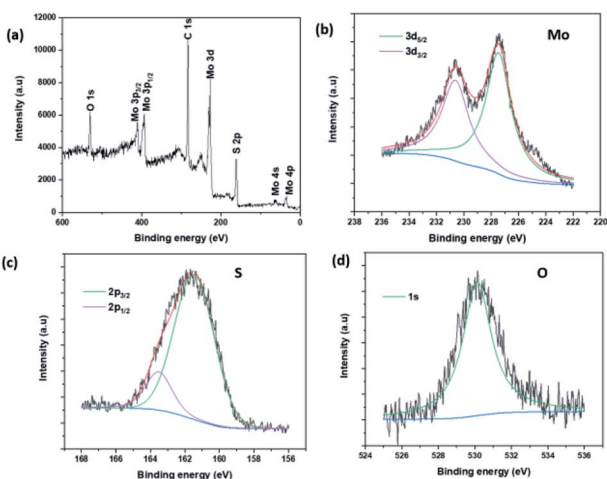 (a)
12000
10000
8000
6000
4000
2000
0
600
400
200
0
Intensity (a.u)
Binding energy (eV)
O 1s
Mo 3p3/2
Mo 3p1/2
C 1s
Mo 3d
S 2p
Mo 4s
Mo 4p
(b)
Mo
3d5/2
3d3/2
Intensity (a.u)
238 236 234 232 230 228 226 224 222 220
Binding energy (eV)
(c)
S
2p3/2
2p1/2
Intensity (a.u)
168 166 164 162 160 158 156
Binding energy (eV)
(d)
O
1s
Intensity (a.u)
524 526 528 530 532 534 536
Binding energy (eV)